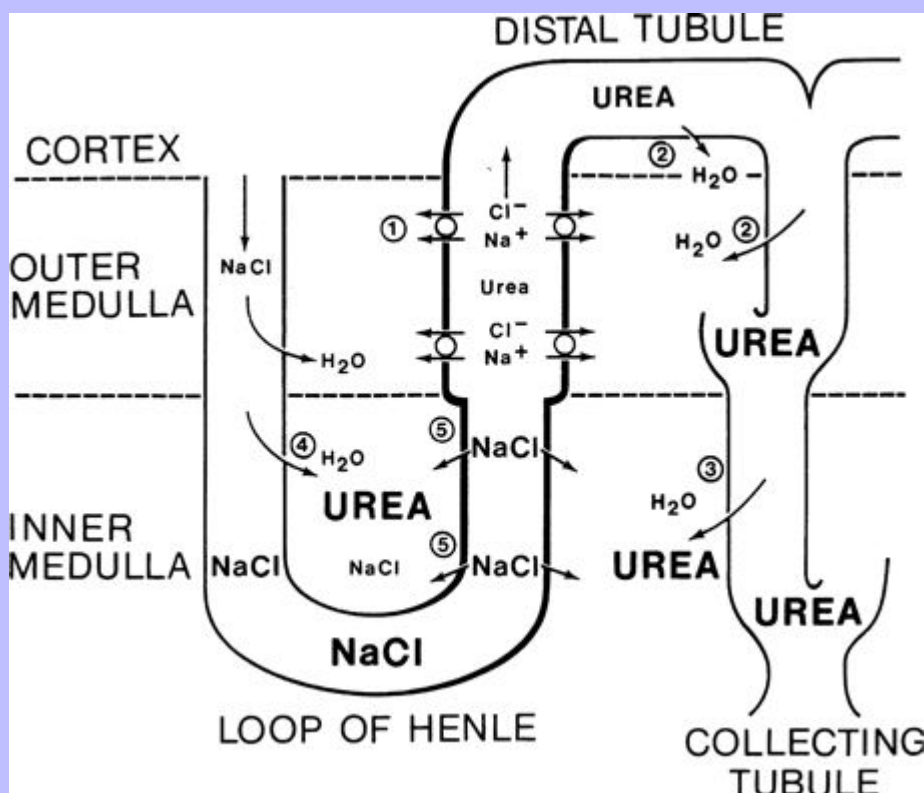 DISTAL TUBULE
UREA
CORTEX
②
H₂O
Cl⁻
①
Na⁺
H₂O
②
NaCl
OUTER
MEDULLA
Urea
Cl⁻
Na⁺
UREA
H₂O
⑤
NaCl
④
H₂O
③
H₂O
UREA
INNER
MEDULLA
NaCl
NaCl
⑤
NaCl
UREA
UREA
NaCl
LOOP OF HENLE
COLLECTING
TUBULE